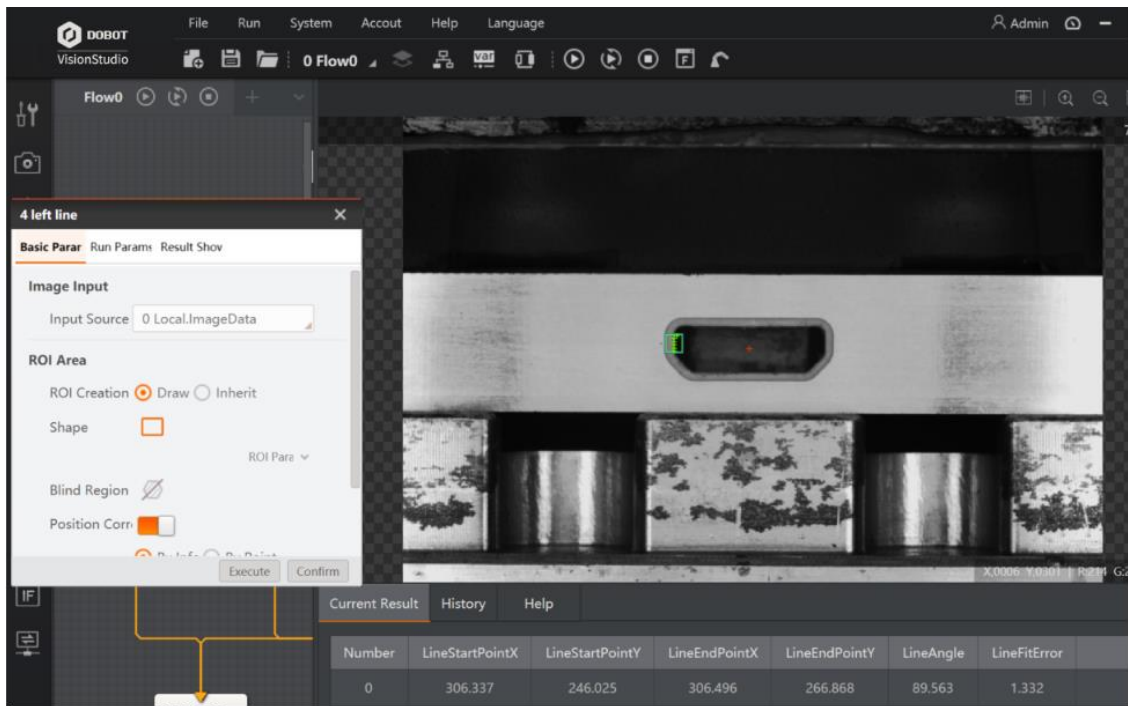 File Run System Accout Help Language Admin
DOBOT
VisionStudio
0 Flow0
var
F
Flow0
4 left line
Basic Parar Run Params Result Shov
Image Input
Input Source 0 Local.ImageData
ROI Area
ROI Creation Draw Inherit
Shape
ROI Para
Blind Region
Position Corr
Execute Confirm
IF
Current Result History Help
Number LineStartPointX LineStartPointY LineEndPointX LineEndPointY LineAngle LineFitError
0 306.337 246.025 306.496 266.868 89.563 1.332